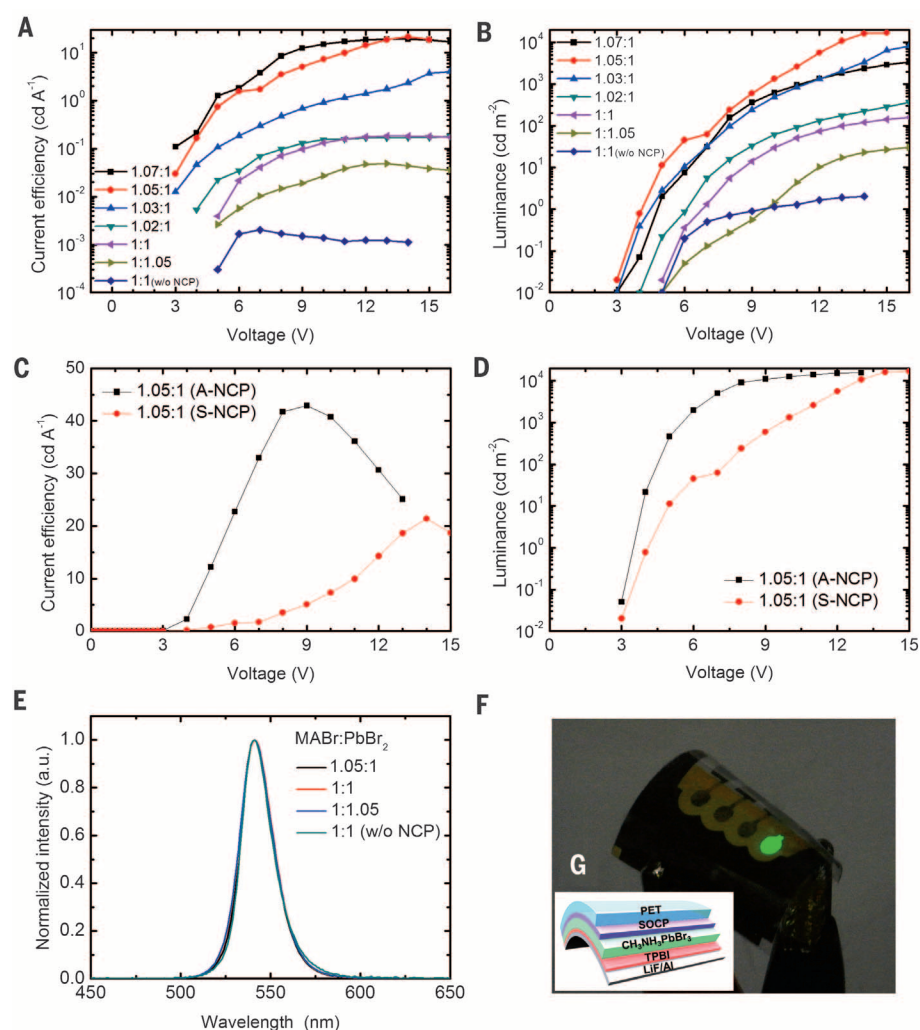 A
10²
10¹
10⁰
10⁻¹
10⁻²
10⁻³
10⁻⁴
Current efficiency (cd A⁻¹)
1.07:1
1.05:1
1.03:1
1.02:1
1:1
1:1.05
1:1(w/o NCP)
0
3
6
9
12
15
Voltage (V)
B
10⁵
10⁴
10³
10²
10¹
10⁰
10⁻¹
10⁻²
Luminance (cd m⁻²)
1.07:1
1.05:1
1.03:1
1.02:1
1:1
1:1.05
1:1(w/o NCP)
0
3
6
9
12
15
Voltage (V)
C
50
40
30
20
10
0
Current efficiency (cd A⁻¹)
1.05:1 (A-NCP)
1.05:1 (S-NCP)
0
3
6
9
12
15
Voltage (V)
D
10⁵
10⁴
10³
10²
10¹
10⁰
10⁻¹
10⁻²
Luminance (cd m⁻²)
1.05:1 (A-NCP)
1.05:1 (S-NCP)
0
3
6
9
12
15
Voltage (V)
E
1.0
0.8
0.6
0.4
0.2
0.0
Normalized intensity (a.u.)
MABr:PbBr₂
1.05:1
1:1
1:1.05
1:1 (w/o NCP)
450
500
550
600
650
Wavelength (nm)
F
G
PET
SOCP
CH₃NH₃PbBr₃
TPBI
LiF/Al